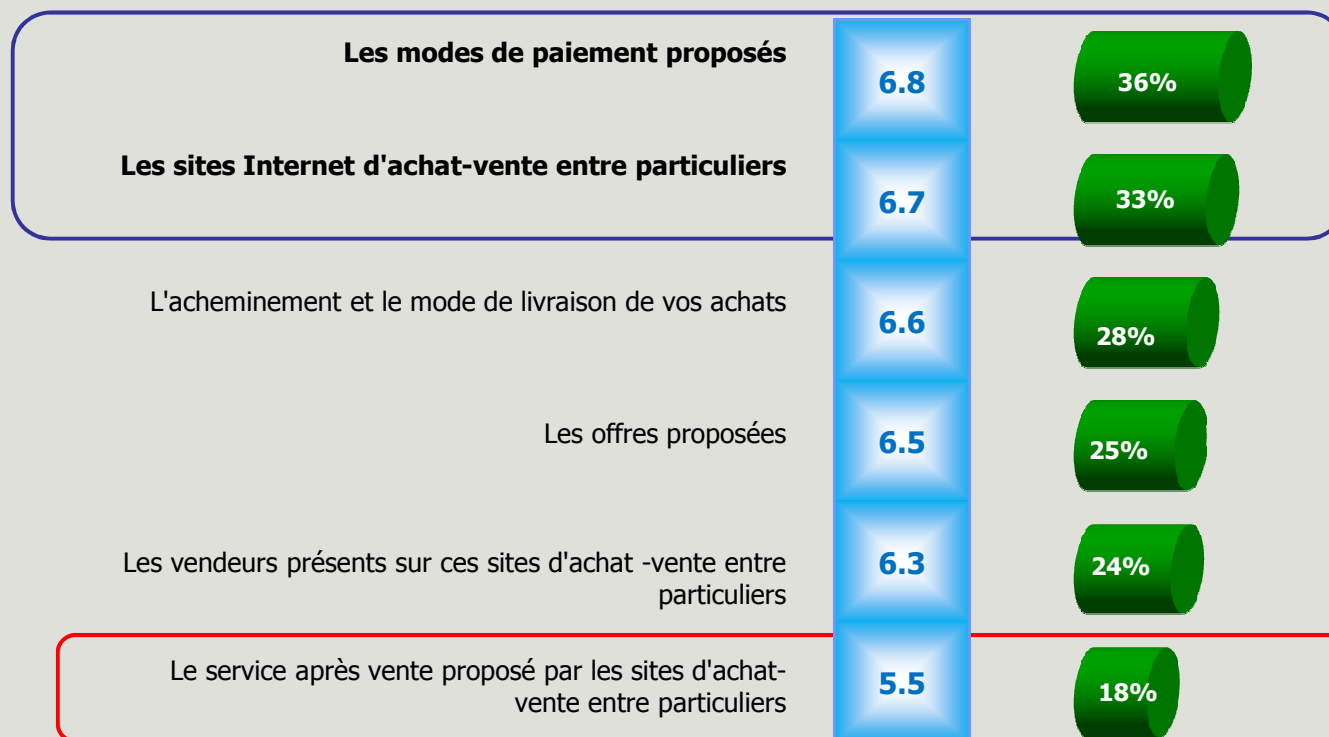 Les modes de paiement proposés
6.8
36%
Les sites Internet d'achat-vente entre particuliers
6.7
33%
L'acheminement et le mode de livraison de vos achats
6.6
28%
Les offres proposées
6.5
25%
Les vendeurs présents sur ces sites d'achat -vente entre
particuliers
6.3
24%
Le service après vente proposé par les sites d'achat-
vente entre particuliers
5.5
18%